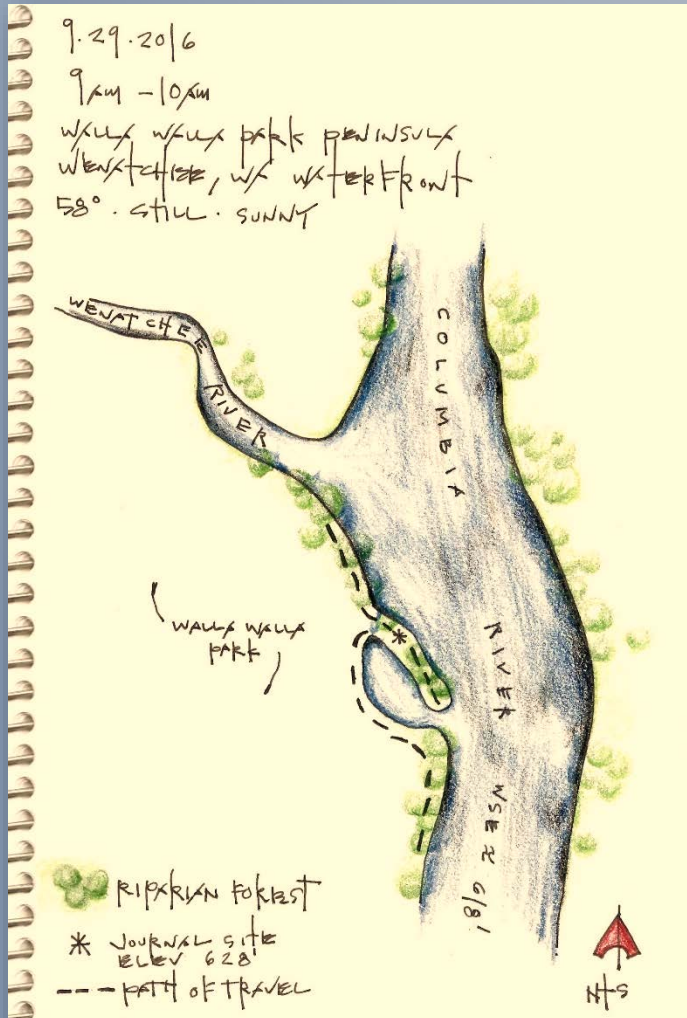 9.29.2016
9AM - 10AM
WALLA WALLA PARK PENINSULA
WENATCHEE, WA WATERFRONT
58° · STILL · SUNNY
WENATCHEE RIVER
COLUMBIA
RIVER
WSEL 618'
WALLA WALLA
PARK
RIPARIAN FOREST
* JOURNAL SITE
ELEV 628'
--- PATH OF TRAVEL
NTS